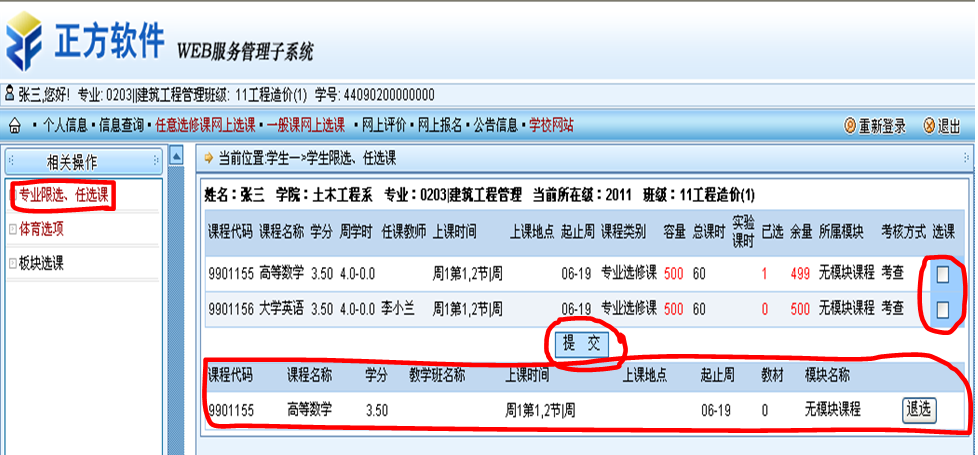 正方软件 WEB服务管理子系统
张三,您好! 专业: 0203||建筑工程管理班级: 11工程造价(1) 学号: 44090200000000
· 个人信息 · 信息查询 · 任意选修课网上选课 · 一般课网上选课 · 网上评价 · 网上报名 · 公告信息 · 学校网站 重新登录 退出
相关操作
专业限选、任选课
体育选项
板块选课
当前位置:学生—>学生限选、任选课
姓名:张三 学院:土木工程系 专业:0203|建筑工程管理 当前所在级:2011 班级:11工程造价(1)
课程代码 课程名称 学分 周学时 任课教师 上课时间 上课地点 起止周 课程类别 容量 总课时 实验课时 已选 余量 所属模块 考核方式 选课
9901155 高等数学 3.50 4.0-0.0 周1第1,2节|周 06-19 专业选修课 500 60 1 499 无模块课程 考查
9901156 大学英语 3.50 4.0-0.0 李小兰 周1第1,2节|周 06-19 专业选修课 500 60 0 500 无模块课程 考查
提 交
课程代码 课程名称 学分 教学班名称 上课时间 上课地点 起止周 教材 模块名称
9901155 高等数学 3.50 周1第1,2节|周 06-19 0 无模块课程 退选